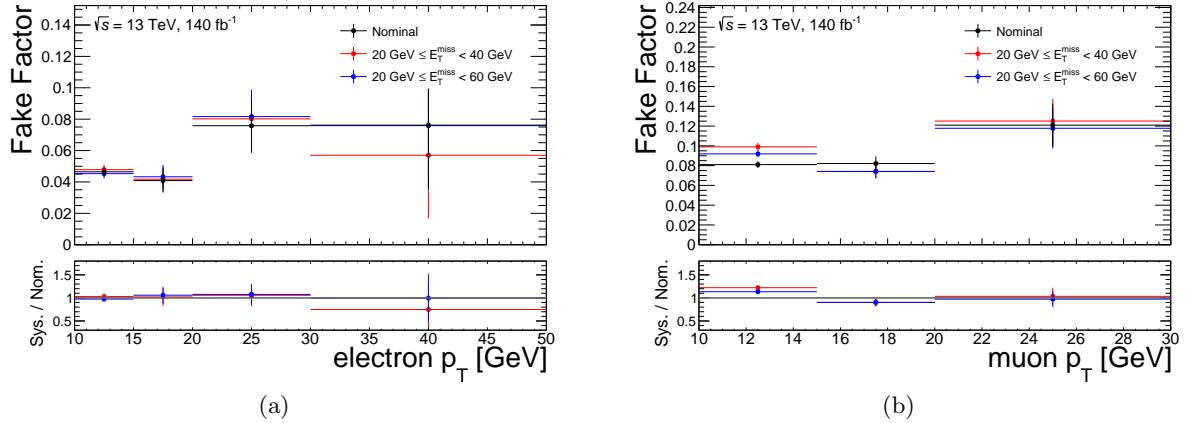 √s = 13 TeV, 140 fb⁻¹
Nominal
20 GeV ≤ E_T^miss < 40 GeV
20 GeV ≤ E_T^miss < 60 GeV
Fake Factor
0.14
0.12
0.1
0.08
0.06
0.04
0.02
0
Sys. / Nom.
1.5
1
0.5
10 15 20 25 30 35 40 45 50
electron p_T [GeV]
(a)
√s = 13 TeV, 140 fb⁻¹
Nominal
20 GeV ≤ E_T^miss < 40 GeV
20 GeV ≤ E_T^miss < 60 GeV
Fake Factor
0.24
0.22
0.2
0.18
0.16
0.14
0.12
0.10
0.08
0.06
0.04
0.02
0
Sys. / Nom.
1.5
1
0.5
10 12 14 16 18 20 22 24 26 28 30
muon p_T [GeV]
(b)